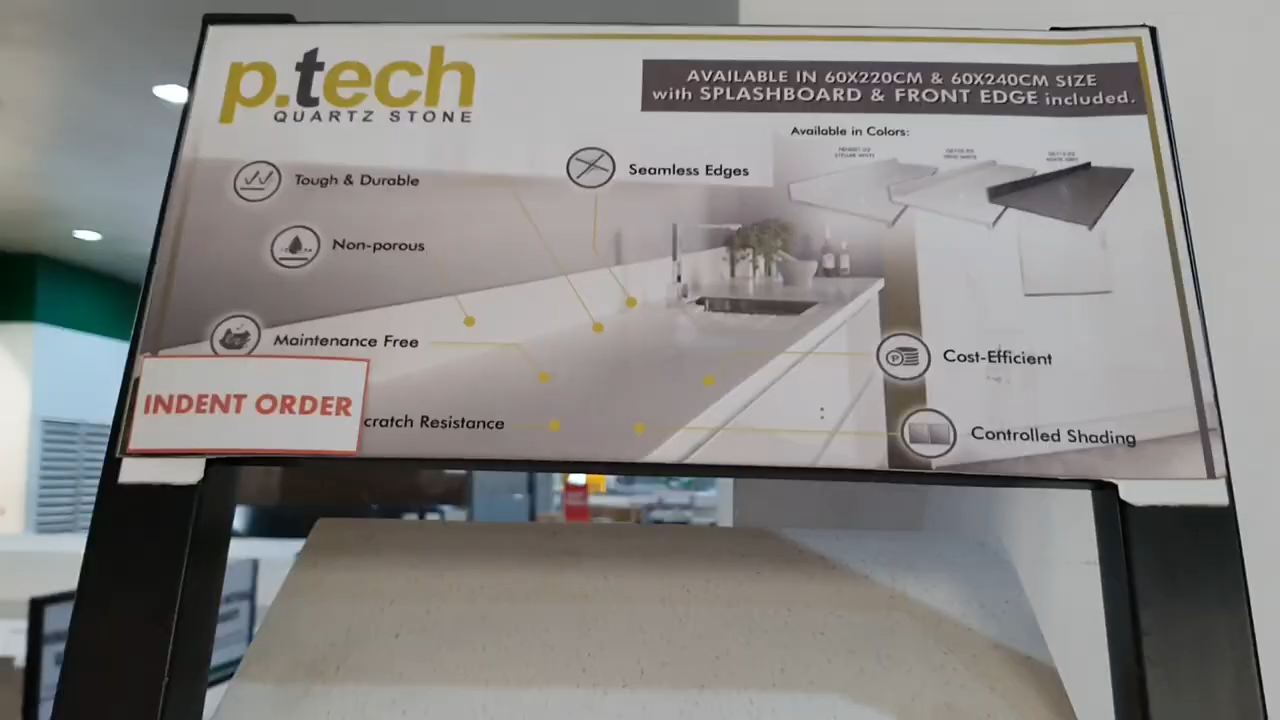 p.tech
QUARTZ STONE
AVAILABLE IN 60X220CM & 60X240CM SIZE
with SPLASHBOARD & FRONT EDGE included.
Available in Colors:
Tough & Durable
Seamless Edges
Non-porous
Maintenance Free
Cost-Efficient
INDENT ORDER
cratch Resistance
Controlled Shading